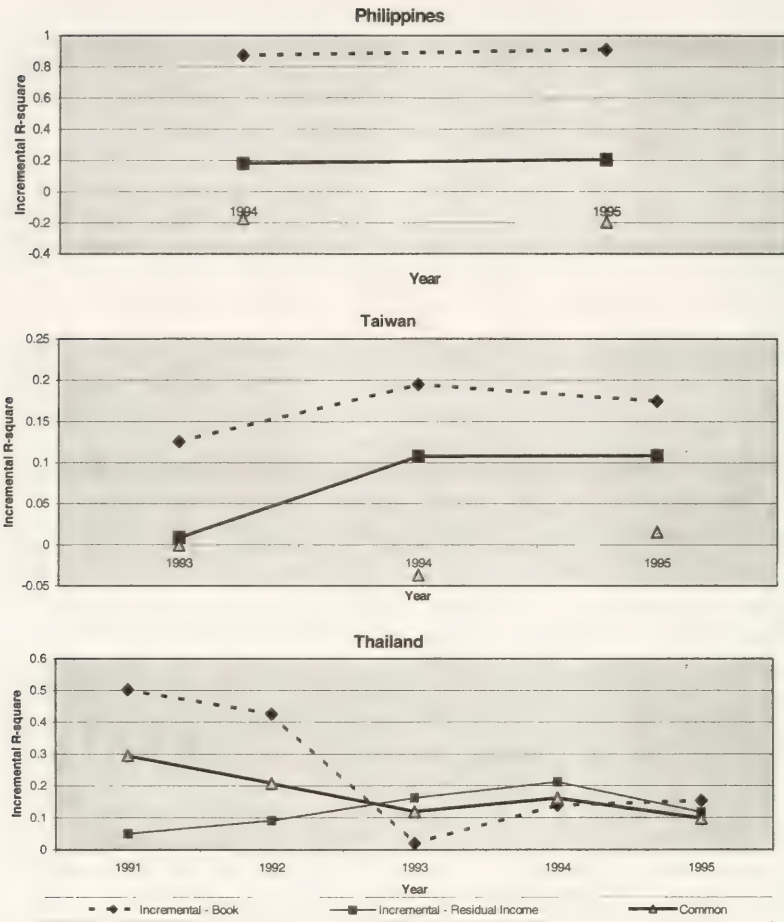 Philippines
Incremental R-square
1
0.8
0.6
0.4
0.2
0
-0.2
-0.4
1994
1995
Year
Taiwan
Incremental R-square
0.25
0.2
0.15
0.1
0.05
0
-0.05
1993
1994
1995
Year
Thailand
Incremental R-square
0.6
0.5
0.4
0.3
0.2
0.1
0
1991
1992
1993
1994
1995
Year
Incremental - Book
Incremental - Residual Income
Common